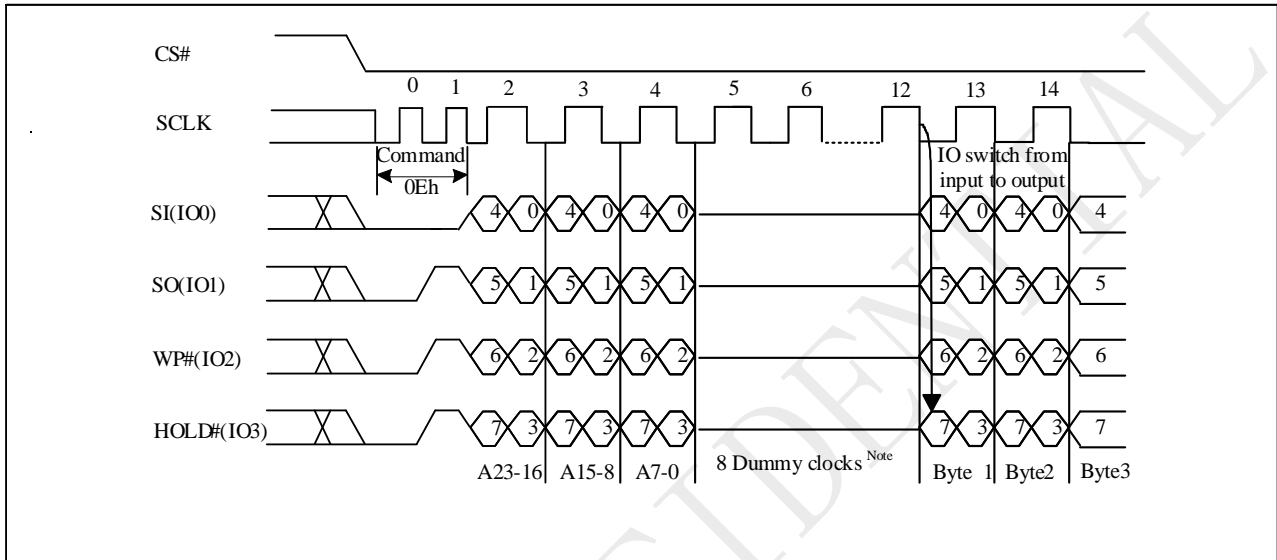 CS#
0 1 2 3 4 5 6 12 13 14
SCLK
Command
0Eh
IO switch from
input to output
SI(IO0)
4 0 4 0 4 0 4 0 4 0 4
SO(IO1)
5 1 5 1 5 1 5 1 5 1 5
WP#(IO2)
6 2 6 2 6 2 6 2 6 2 6
HOLD#(IO3)
7 3 7 3 7 3 7 3 7 3 7
A23-16 A15-8 A7-0 8 Dummy clocks Note Byte 1 Byte2 Byte3